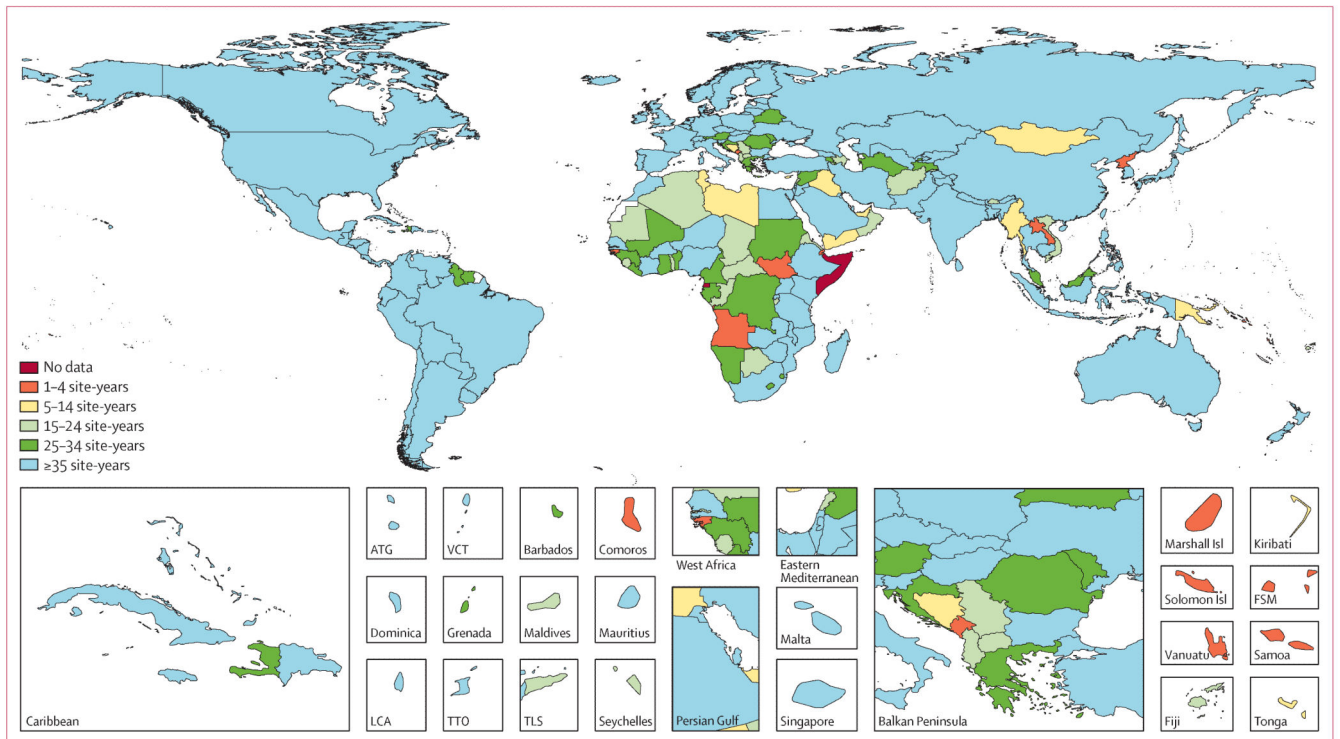 No data
1–4 site-years
5–14 site-years
15–24 site-years
25–34 site-years
≥35 site-years
Caribbean
ATG
VCT
Barbados
Comoros
Dominica
Grenada
Maldives
Mauritius
LCA
TTO
TLS
Seychelles
West Africa
Eastern
Mediterranean
Persian Gulf
Malta
Singapore
Balkan Peninsula
Marshall Isl
Kiribati
Solomon Isl
FSM
Vanuatu
Samoa
Fiji
Tonga